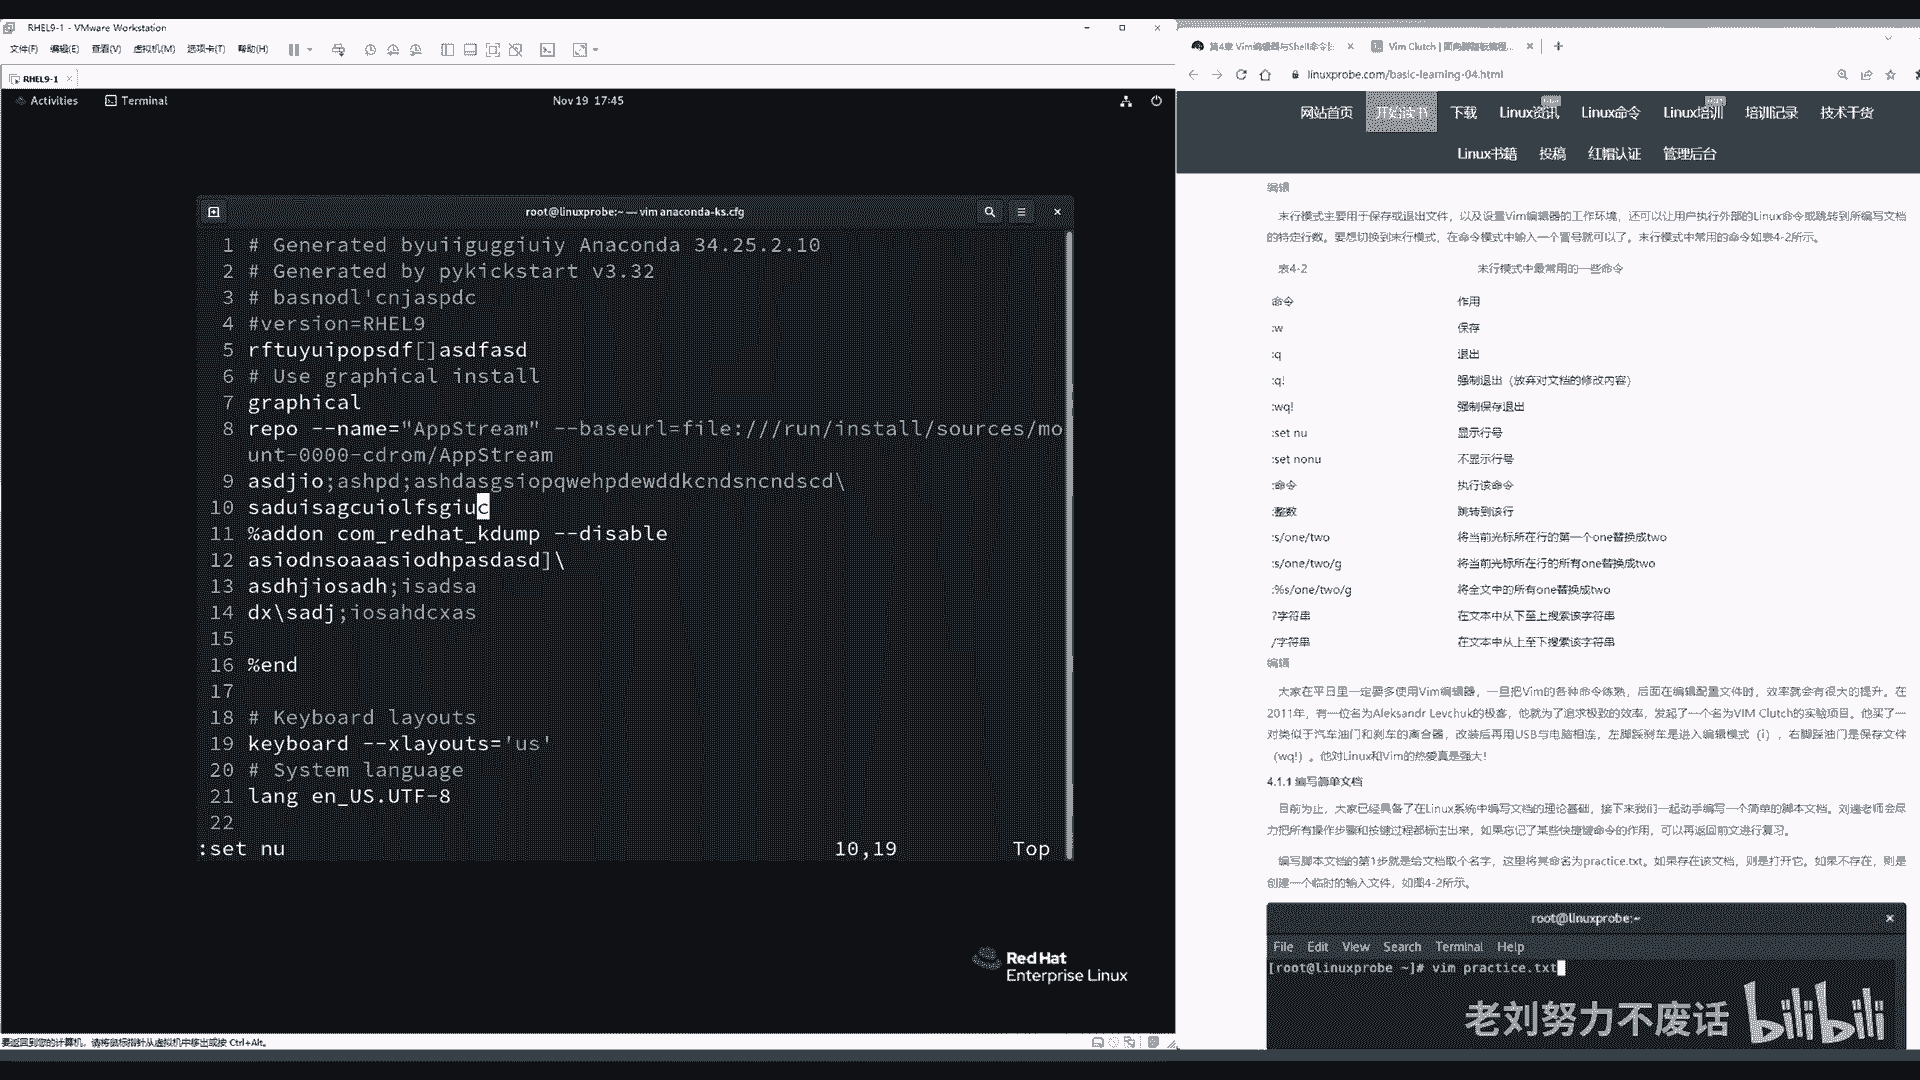 RHEL9-1 - VMware Workstation
文件(F) 编辑(E) 查看(V) 虚拟机(M) 选项卡(T) 帮助(H)
RHEL9-1
Activities Terminal Nov 19 17:45
root@linuxprobe:~ — vim anaconda-ks.cfg
1 # Generated byuiiguggiuiy Anaconda 34.25.2.10
2 # Generated by pykickstart v3.32
3 # basnodl'cnjaspdc
4 #version=RHEL9
5 rftuyuipopsdf[]asdfasd
6 # Use graphical install
7 graphical
8 repo --name="AppStream" --baseurl=file:///run/install/sources/mo
unt-0000-cdrom/AppStream
9 asdjio;ashpd;ashdasgsiopqwehpdewddkcndsncndscd\
10 saduisagcuiolfsgiuc
11 %addon com_redhat_kdump --disable
12 asiodnsoaaasiodhpasdasd]\
13 asdhjiosadh;isadsa
14 dx\sadj;iosahdcxas
15
16 %end
17
18 # Keyboard layouts
19 keyboard --xlayouts='us'
20 # System language
21 lang en_US.UTF-8
22
:set nu 10,19 Top
Red Hat
Enterprise Linux
要返回到您的计算机，请将鼠标指针从虚拟机中移出或按 Ctrl+Alt。
第4章 Vim编辑器与Shell命令 Vim Clutch | 面向脚踏板编程...
linuxprobe.com/basic-learning-04.html
网站首页 开始读书 下载 Linux资讯 Linux命令 Linux培训 培训记录 技术干货
Linux书籍 投稿 红帽认证 管理后台
编辑
末行模式主要用于保存或退出文件，以及设置Vim编辑器的工作环境，还可以让用户执行外部的Linux命令或跳转到所编写文档
的特定行数。要想切换到末行模式，在命令模式中输入一个冒号就可以了。末行模式中常用的命令如表4-2所示。
表4-2 末行模式中最常用的一些命令
命令 作用
:w 保存
:q 退出
:q! 强制退出（放弃对文档的修改内容）
:wq! 强制保存退出
:set nu 显示行号
:set nonu 不显示行号
:命令 执行该命令
:整数 跳转到该行
:s/one/two 将当前光标所在行的第一个one替换成two
:s/one/two/g 将当前光标所在行的所有one替换成two
:%s/one/two/g 将全文中的所有one替换成two
?字符串 在文本中从下至上搜索该字符串
/字符串 在文本中从上至下搜索该字符串
编辑
大家在平日里一定要多使用Vim编辑器，一旦把Vim的各种命令练熟，后面在编辑配置文件时，效率就会有很大的提升。在
2011年，有一位名为Aleksandr Levchuk的极客，他就为了追求极致的效率，发起了一个名为VIM Clutch的实验项目。他买了一
对类似于汽车油门和刹车的离合器，改装后再用USB与电脑相连，左脚踩刹车是进入编辑模式（i），右脚踩油门是保存文件
（wq!）。他对Linux和Vim的热爱真是强大!
4.1.1 编写简单文档
目前为止，大家已经具备了在Linux系统中编写文档的理论基础，接下来我们一起动手编写一个简单的脚本文档。刘遄老师会尽
力把所有操作步骤和按键过程都标注出来，如果忘记了某些快捷键命令的作用，可以再返回前文进行复习。
编写脚本文档的第1步就是给文档取个名字，这里将其命名为practice.txt。如果存在该文档，则是打开它。如果不存在，则是
创建一个临时的输入文件，如图4-2所示。
root@linuxprobe:~
File Edit View Search Terminal Help
[root@linuxprobe ~]# vim practice.txt
老刘努力不废话 bilibili